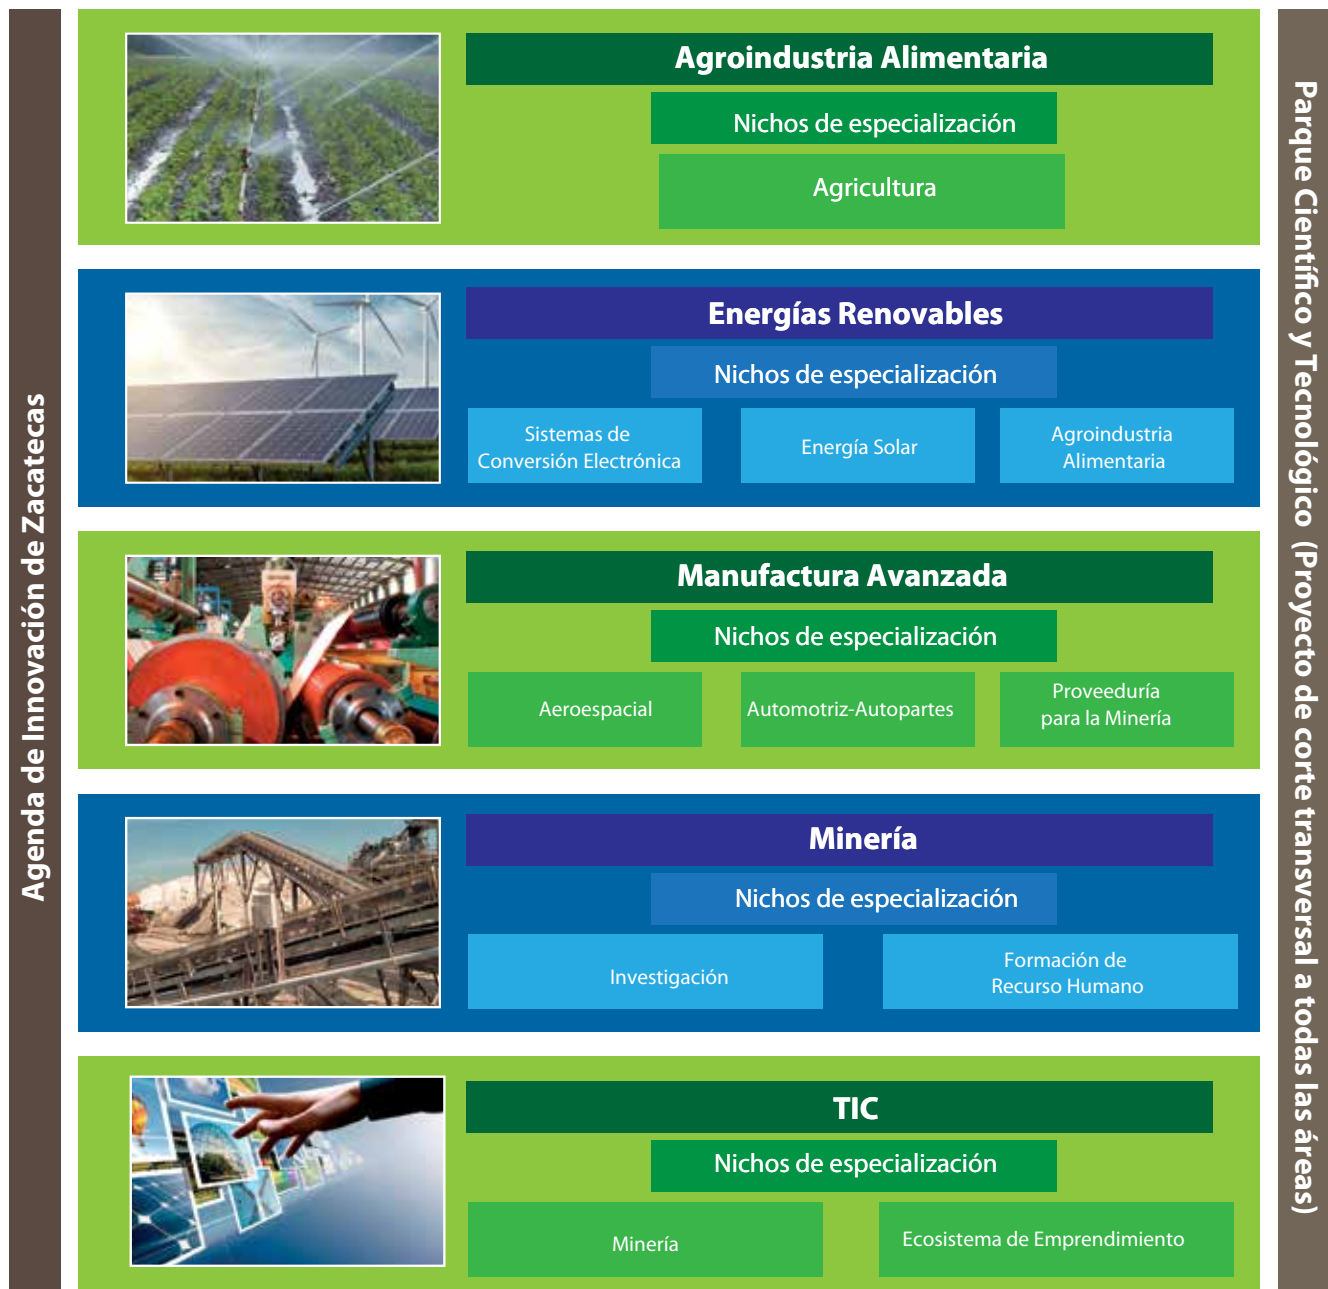 Agenda de Innovación de Zacatecas
Agroindustria Alimentaria
Nichos de especialización
Agricultura
Energías Renovables
Nichos de especialización
Sistemas de
Conversión Electrónica
Energía Solar
Agroindustria
Alimentaria
Manufactura Avanzada
Nichos de especialización
Aeroespacial
Automotriz-Autopartes
Proveeduría
para la Minería
Minería
Nichos de especialización
Investigación
Formación de
Recurso Humano
TIC
Nichos de especialización
Minería
Ecosistema de Emprendimiento
Parque Científico y Tecnológico (Proyecto de corte transversal a todas las áreas)